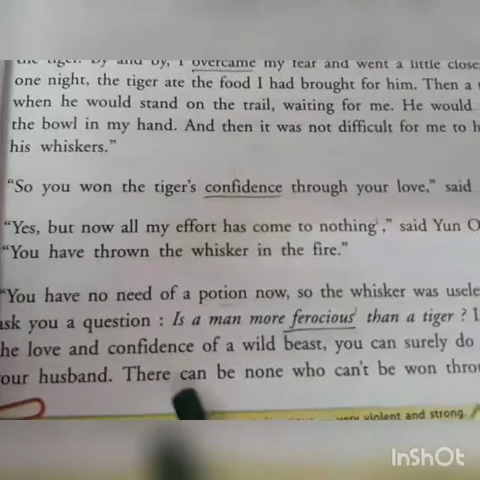 the tiger. By and by, I overcame my fear and went a little close
one night, the tiger ate the food I had brought for him. Then a
when he would stand on the trail, waiting for me. He would
the bowl in my hand. And then it was not difficult for me to
his whiskers.”
“So you won the tiger’s confidence through your love,” said
“Yes, but now all my effort has come to nothing¹,” said Yun O
“You have thrown the whisker in the fire.”
“You have no need of a potion now, so the whisker was usele
ask you a question : Is a man more ferocious² than a tiger ?
he love and confidence of a wild beast, you can surely do
our husband. There can be none who can’t be won thro
very violent and strong.
InShOt